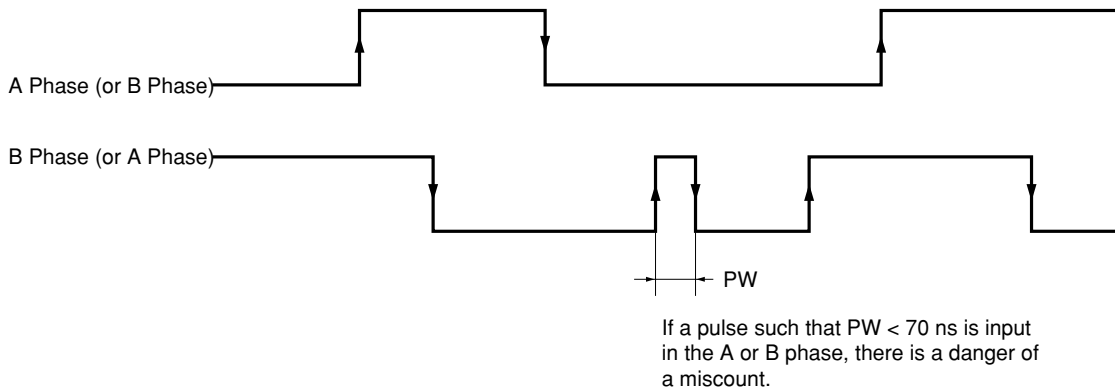 A Phase (or B Phase)
B Phase (or A Phase)
PW
If a pulse such that PW < 70 ns is input
in the A or B phase, there is a danger of
a miscount.